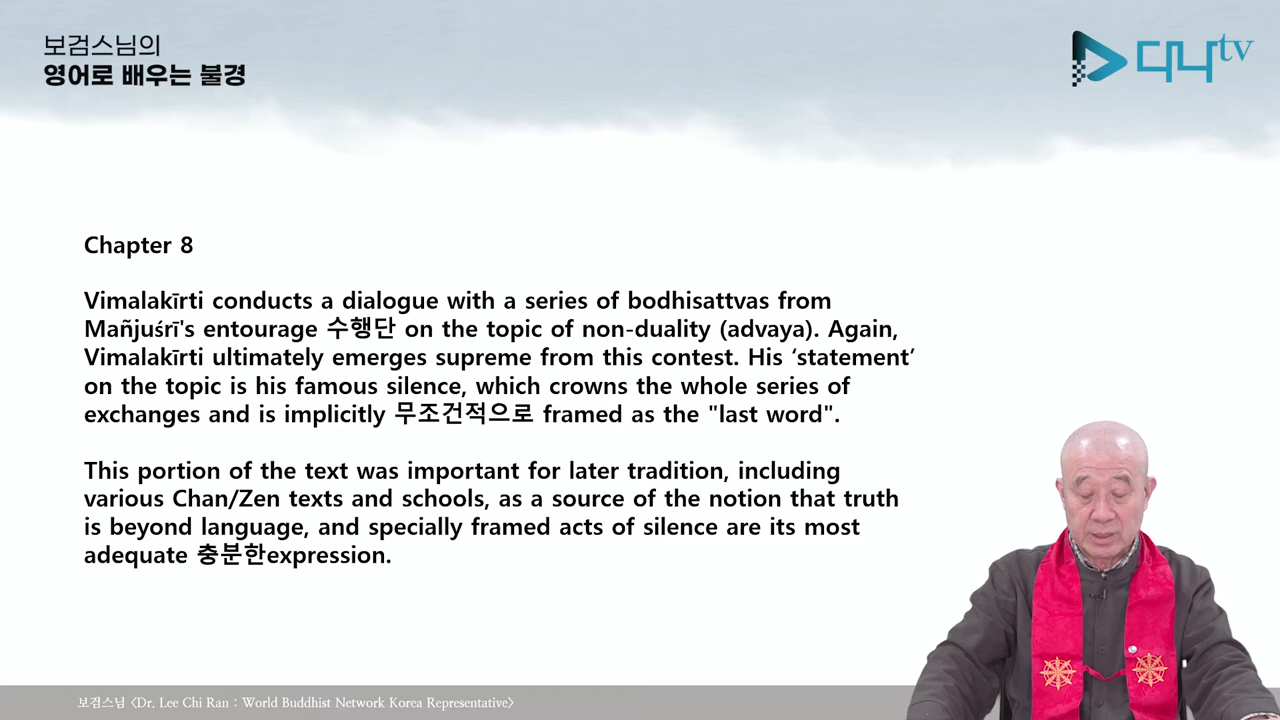 보검스님의
영어로 배우는 불경
다나tv
Chapter 8
Vimalakīrti conducts a dialogue with a series of bodhisattvas from
Mañjuśrī's entourage 수행단 on the topic of non-duality (advaya). Again,
Vimalakīrti ultimately emerges supreme from this contest. His ‘statement’
on the topic is his famous silence, which crowns the whole series of
exchanges and is implicitly 무조건적으로 framed as the "last word".
This portion of the text was important for later tradition, including
various Chan/Zen texts and schools, as a source of the notion that truth
is beyond language, and specially framed acts of silence are its most
adequate 충분한expression.
보검스님 <Dr. Lee Chi Ran : World Buddhist Network Korea Representative>